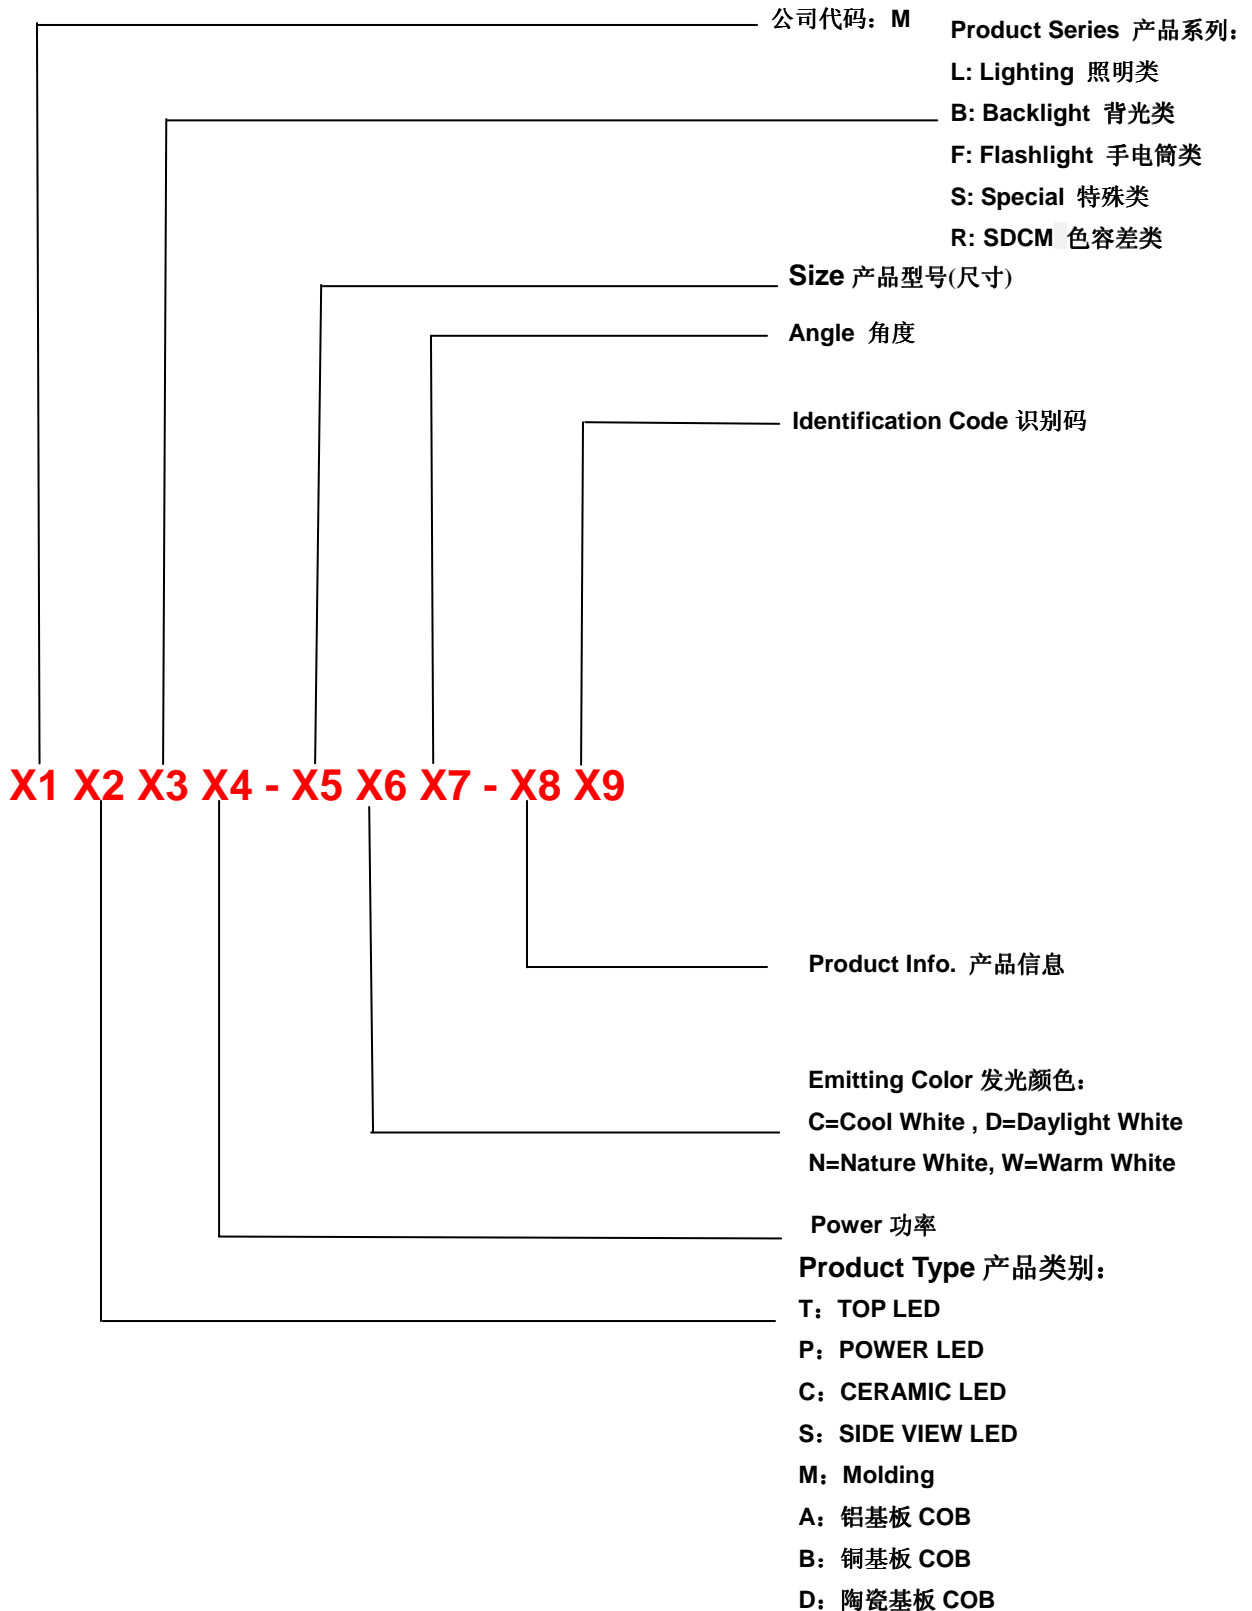 公司代码：M
Product Series 产品系列：
L: Lighting 照明类
B: Backlight 背光类
F: Flashlight 手电筒类
S: Special 特殊类
R: SDCM 色容差类
Size 产品型号(尺寸)
Angle 角度
Identification Code 识别码
X1 X2 X3 X4 - X5 X6 X7 - X8 X9
Product Info. 产品信息
Emitting Color 发光颜色：
C=Cool White , D=Daylight White
N=Nature White, W=Warm White
Power 功率
Product Type 产品类别：
T：TOP LED
P：POWER LED
C：CERAMIC LED
S：SIDE VIEW LED
M：Molding
A：铝基板 COB
B：铜基板 COB
D：陶瓷基板 COB